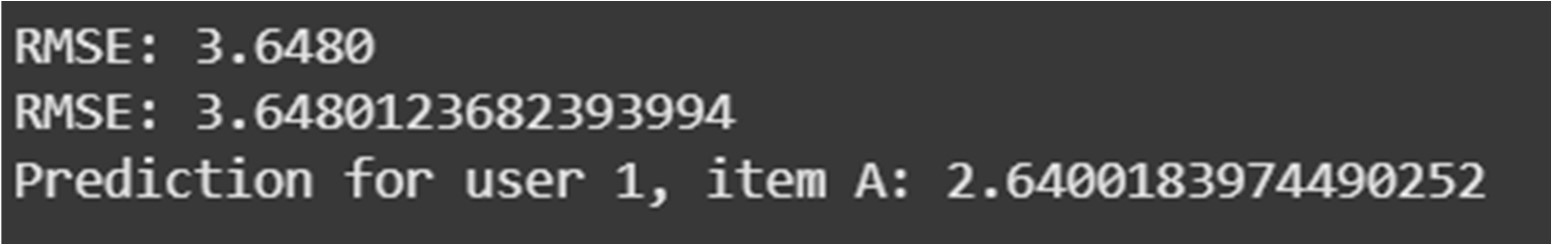 RMSE: 3.6480
RMSE: 3.6480123682393994
Prediction for user 1, item A: 2.6400183974490252